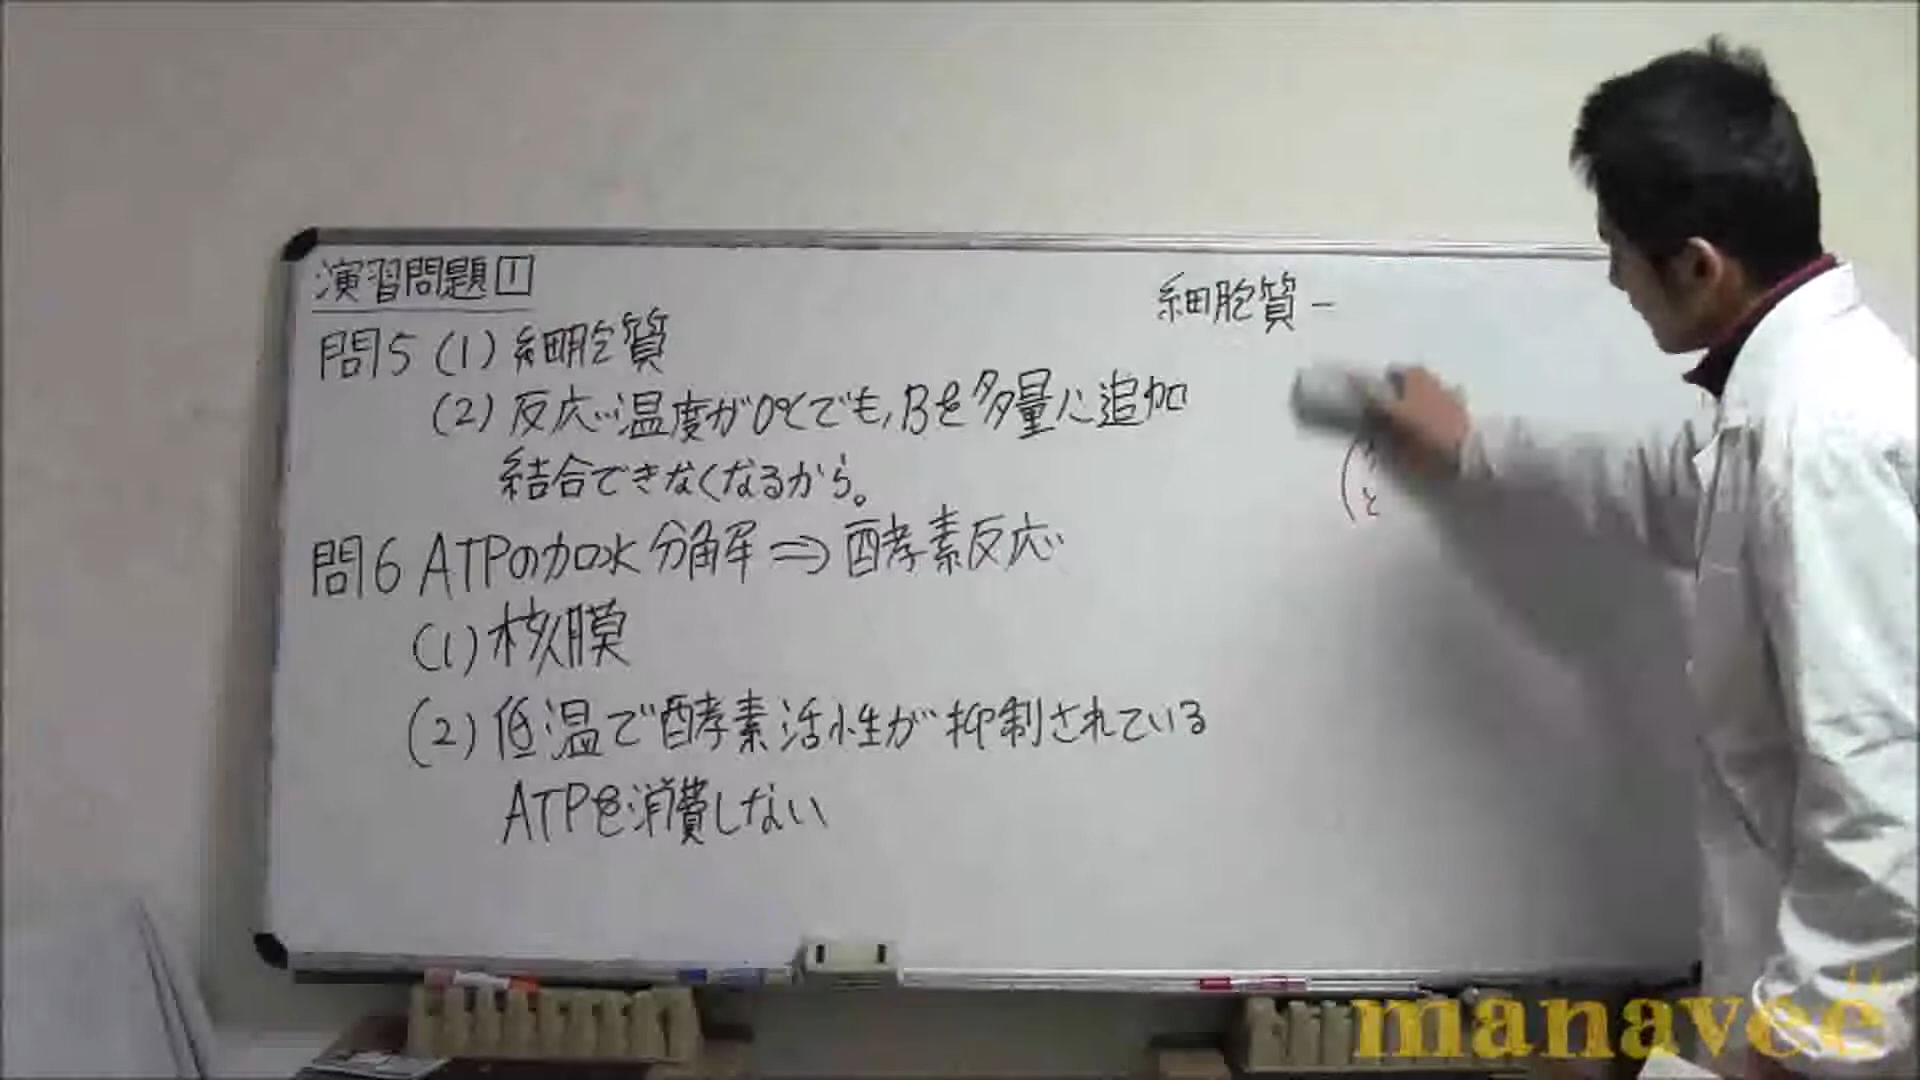 演習問題1
問5 (1) 細胞質
(2) 反応温度が0℃でも、Bを多量に追加
結合できなくなるから。
問6 ATPの加水分解⇒酵素反応
(1) 核膜
(2) 低温で酵素活性が抑制されている
ATPを消費しない
細胞質－
と
manavee